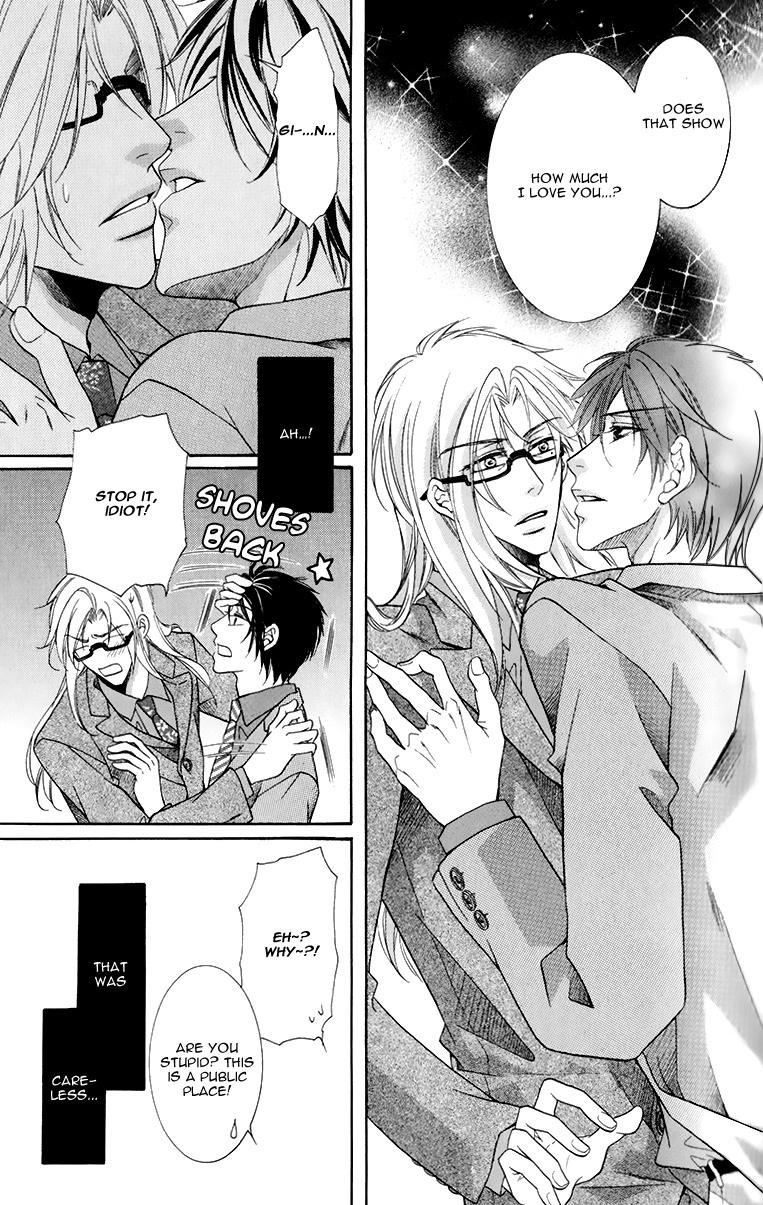 DOES
THAT SHOW
HOW MUCH
I LOVE YOU...?
GI-...N...
AH...!
STOP IT,
IDIOT!
SHOVES
BACK
EH~?
WHY~?!
ARE YOU
STUPID? THIS
IS A PUBLIC
PLACE!
THAT
WAS
CARE-
LESS...